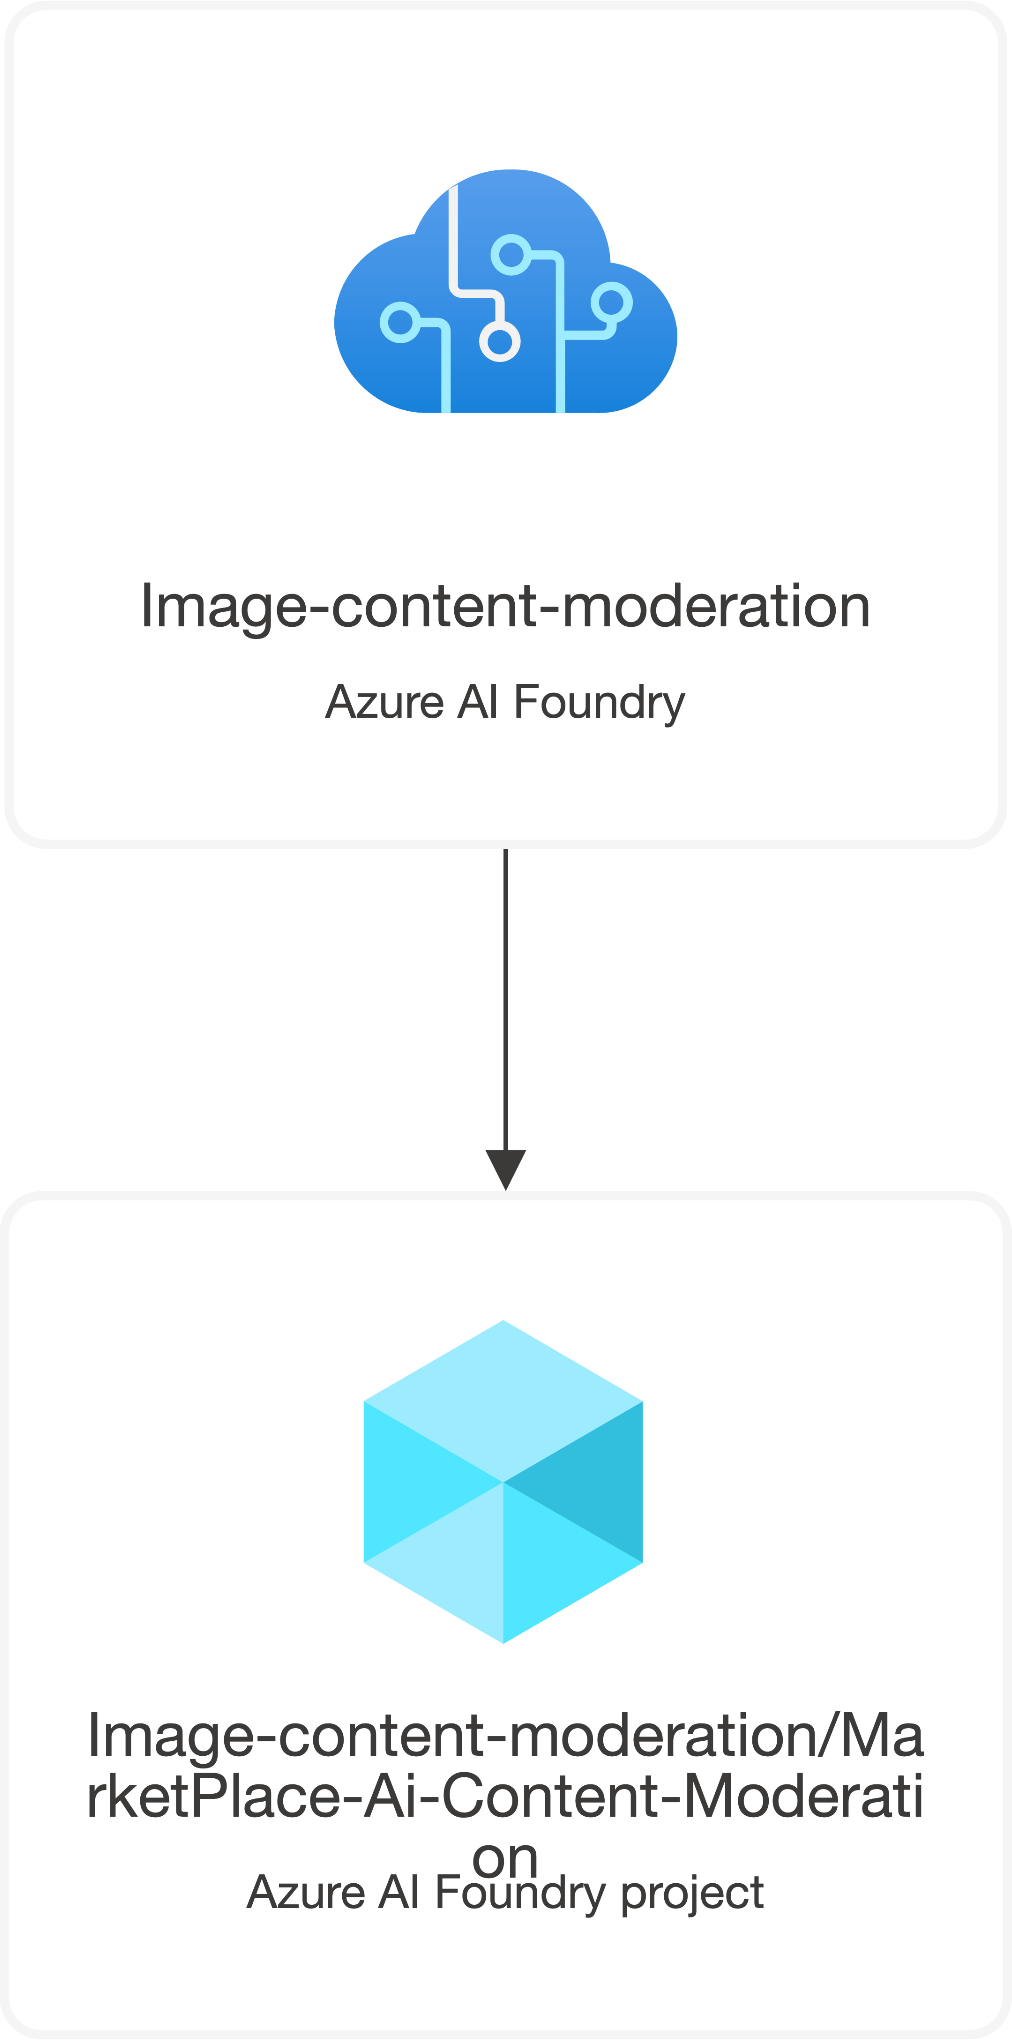 Image-content-moderation
Azure AI Foundry
Image-content-moderation/Ma
rketPlace-Ai-Content-Moderati
on
Azure AI Foundry project